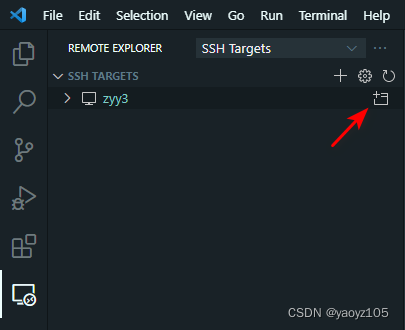 File Edit Selection View Go Run Terminal Help
REMOTE EXPLORER SSH Targets
SSH TARGETS
zyy3
CSDN @yaoyz105